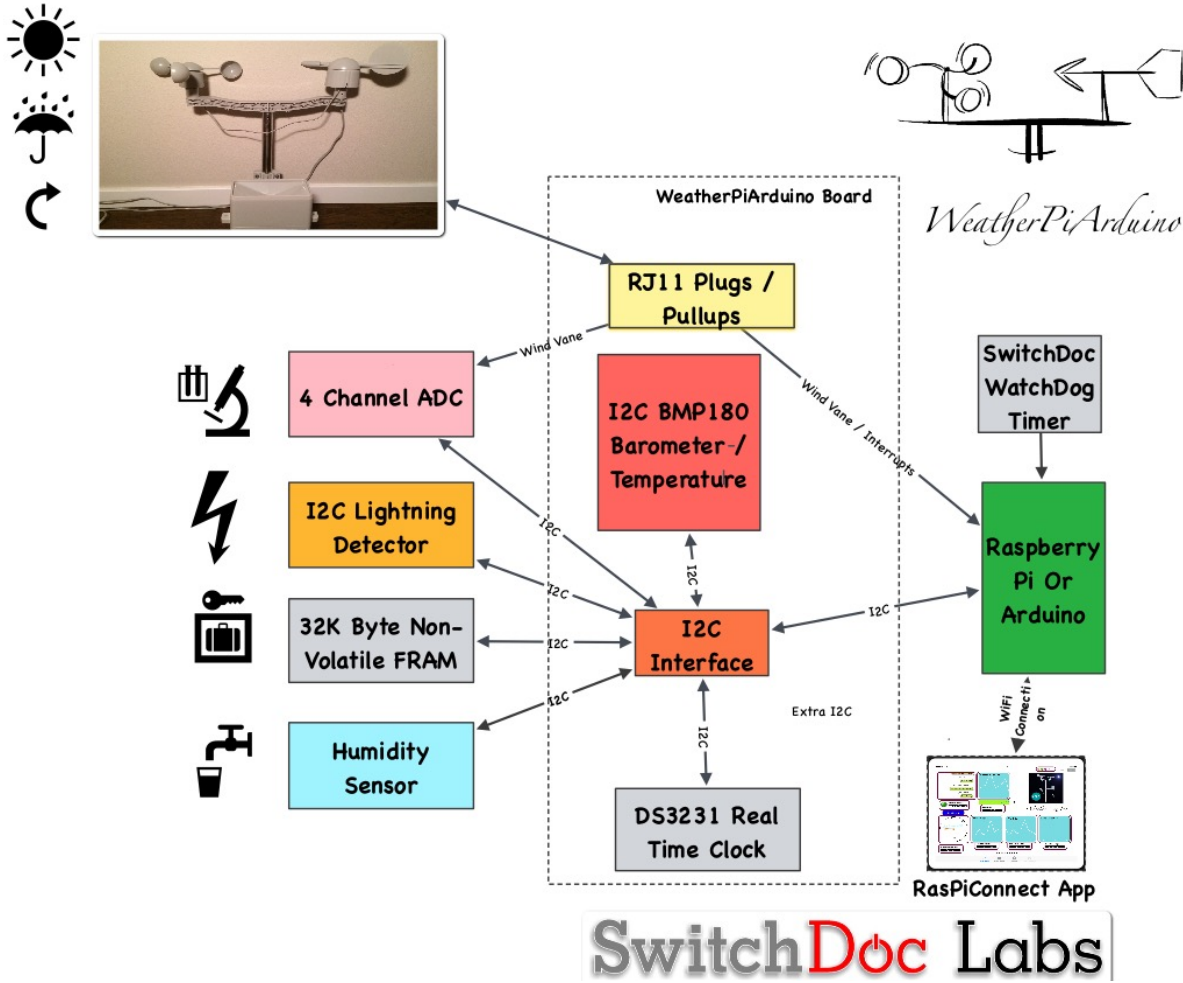 WeatherPiArduino Board
WeatherPiArduino
RJ11 Plugs /
Pullups
Wind Vane
Wind Vane / Interrupts
SwitchDoc
WatchDog
Timer
4 Channel ADC
I2C BMP180
Barometer /
Temperature
I2C
I2C Lightning
Detector
I2C
I2C
Raspberry
Pi Or
Arduino
32K Byte Non-
Volatile FRAM
I2C
I2C
Interface
I2C
I2C
Humidity
Sensor
Extra I2C
I2C
WiFi
Connecti
on
DS3231 Real
Time Clock
RasPiConnect App
SwitchDoc Labs